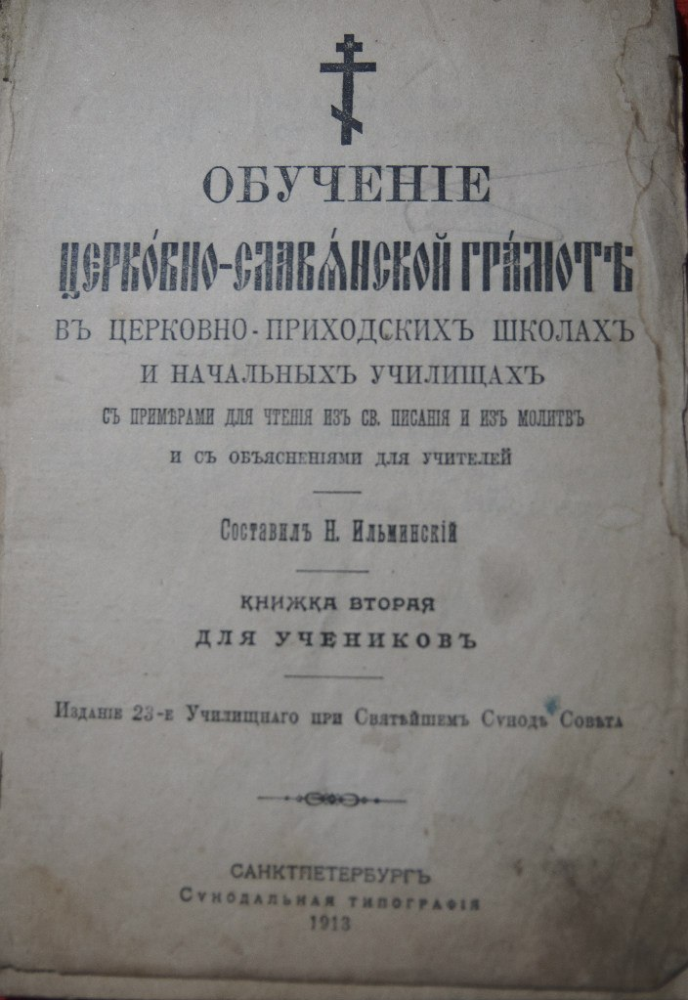 ОБУЧЕНІЕ
ЦЕРКО́ВНО-СЛАВѦ́НСКОЙ ГРА́МОТѢ
ВЪ ЦЕРКОВНО-ПРИХОДСКИХЪ ШКОЛАХЪ
И НАЧАЛЬНЫХЪ УЧИЛИЩАХЪ
СЪ ПРИМѢРАМИ ДЛЯ ЧТЕНІЯ ИЗЪ СВ. ПИСАНІЯ И ИЗЪ МОЛИТВЪ
И СЪ ОБЪЯСНЕНІЯМИ ДЛЯ УЧИТЕЛЕЙ
Составилъ Н. Ильминскій
КНИЖКА ВТОРАЯ
ДЛЯ УЧЕНИКОВЪ
Изданіе 23-е Училищнаго при Святѣйшемъ Сѵнодѣ Совѣта
САНКТПЕТЕРБУРГЪ
Сѵнодальная типографія
1913